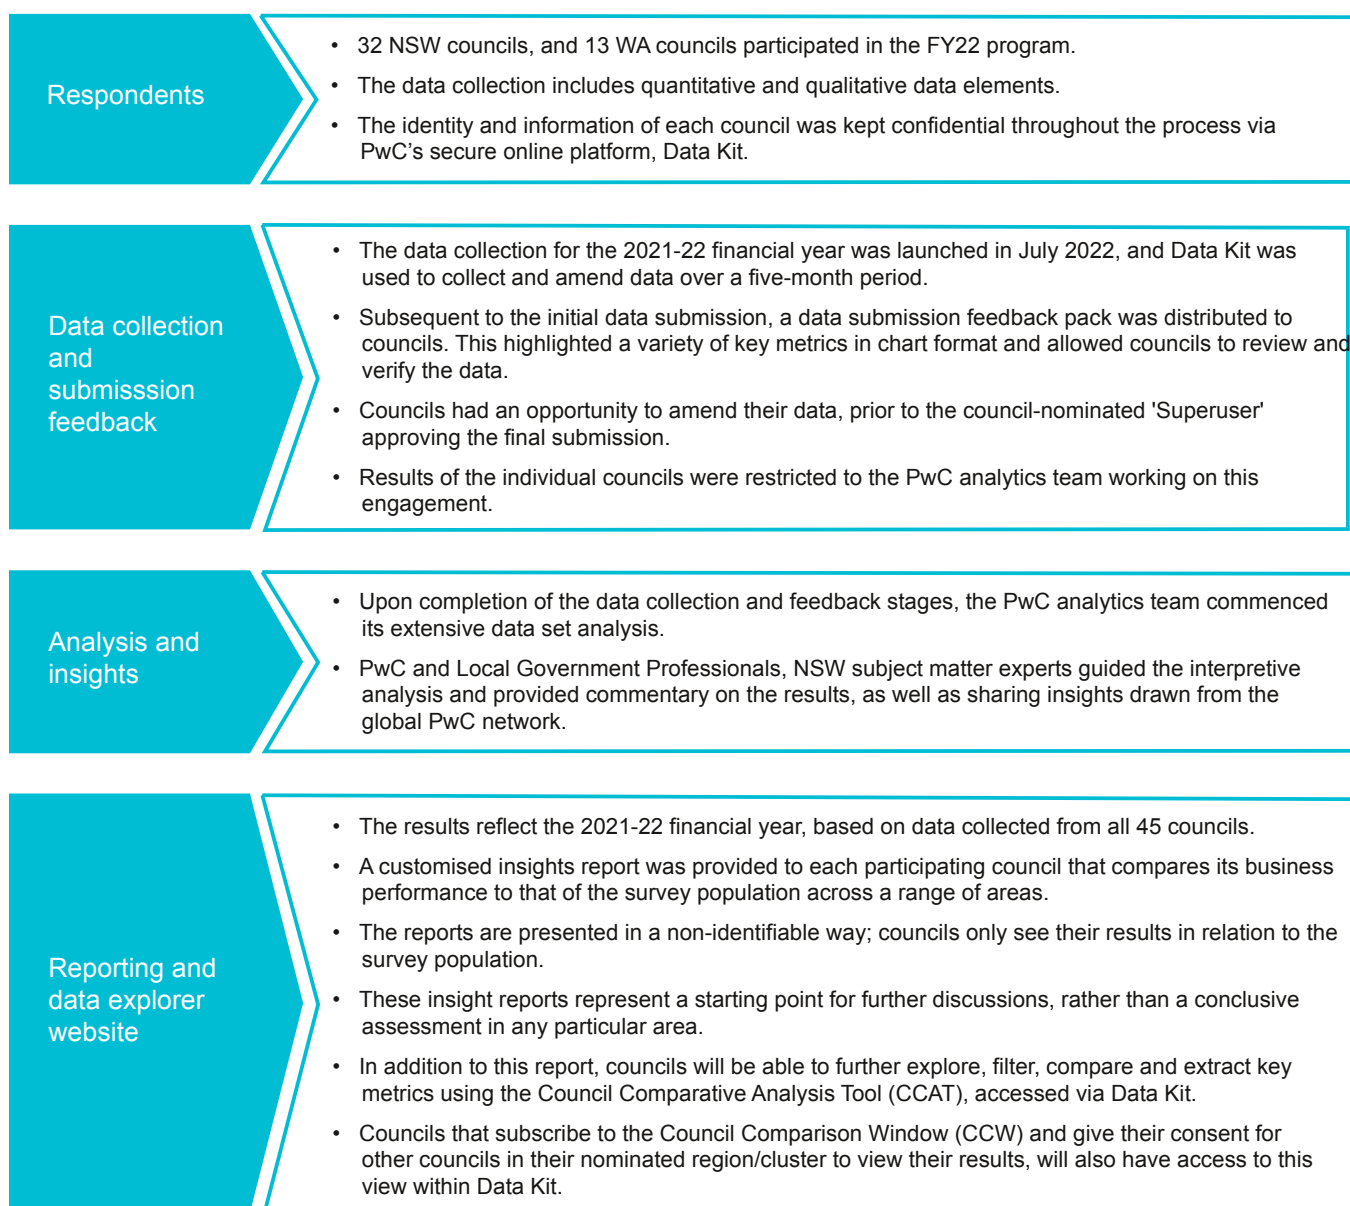 Respondents
• 32 NSW councils, and 13 WA councils participated in the FY22 program.
• The data collection includes quantitative and qualitative data elements.
• The identity and information of each council was kept confidential throughout the process via
PwC’s secure online platform, Data Kit.
Data collection
and
submisssion
feedback
• The data collection for the 2021-22 financial year was launched in July 2022, and Data Kit was
used to collect and amend data over a five-month period.
• Subsequent to the initial data submission, a data submission feedback pack was distributed to
councils. This highlighted a variety of key metrics in chart format and allowed councils to review and
verify the data.
• Councils had an opportunity to amend their data, prior to the council-nominated 'Superuser'
approving the final submission.
• Results of the individual councils were restricted to the PwC analytics team working on this
engagement.
Analysis and
insights
• Upon completion of the data collection and feedback stages, the PwC analytics team commenced
its extensive data set analysis.
• PwC and Local Government Professionals, NSW subject matter experts guided the interpretive
analysis and provided commentary on the results, as well as sharing insights drawn from the
global PwC network.
Reporting and
data explorer
website
• The results reflect the 2021-22 financial year, based on data collected from all 45 councils.
• A customised insights report was provided to each participating council that compares its business
performance to that of the survey population across a range of areas.
• The reports are presented in a non-identifiable way; councils only see their results in relation to the
survey population.
• These insight reports represent a starting point for further discussions, rather than a conclusive
assessment in any particular area.
• In addition to this report, councils will be able to further explore, filter, compare and extract key
metrics using the Council Comparative Analysis Tool (CCAT), accessed via Data Kit.
• Councils that subscribe to the Council Comparison Window (CCW) and give their consent for
other councils in their nominated region/cluster to view their results, will also have access to this
view within Data Kit.